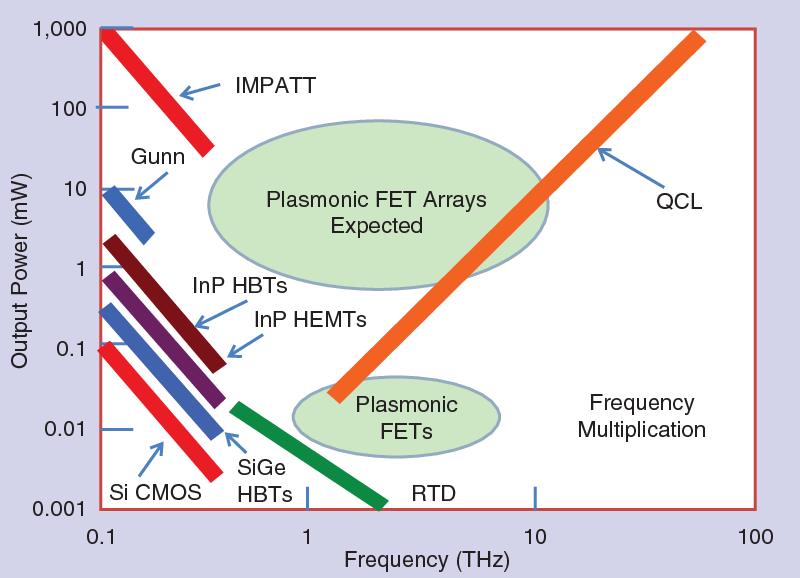 1,000
100
10
1
0.1
0.01
0.001
Output Power (mW)
IMPATT
Gunn
Plasmonic FET Arrays
Expected
QCL
InP HBTs
InP HEMTs
Plasmonic
FETs
Frequency
Multiplication
SiGe
HBTs
Si CMOS
RTD
0.1
1
10
100
Frequency (THz)